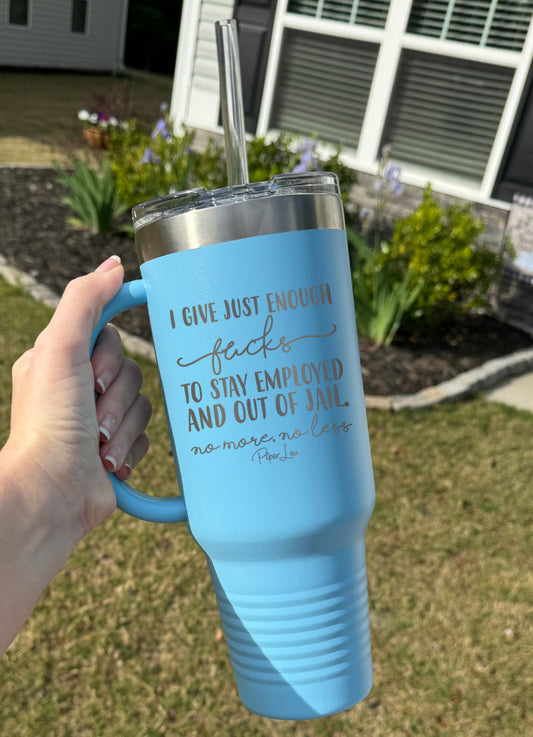 I GIVE JUST ENOUGH
fucks
TO STAY EMPLOYED
AND OUT OF JAIL.
no more, no less
Piper Lou